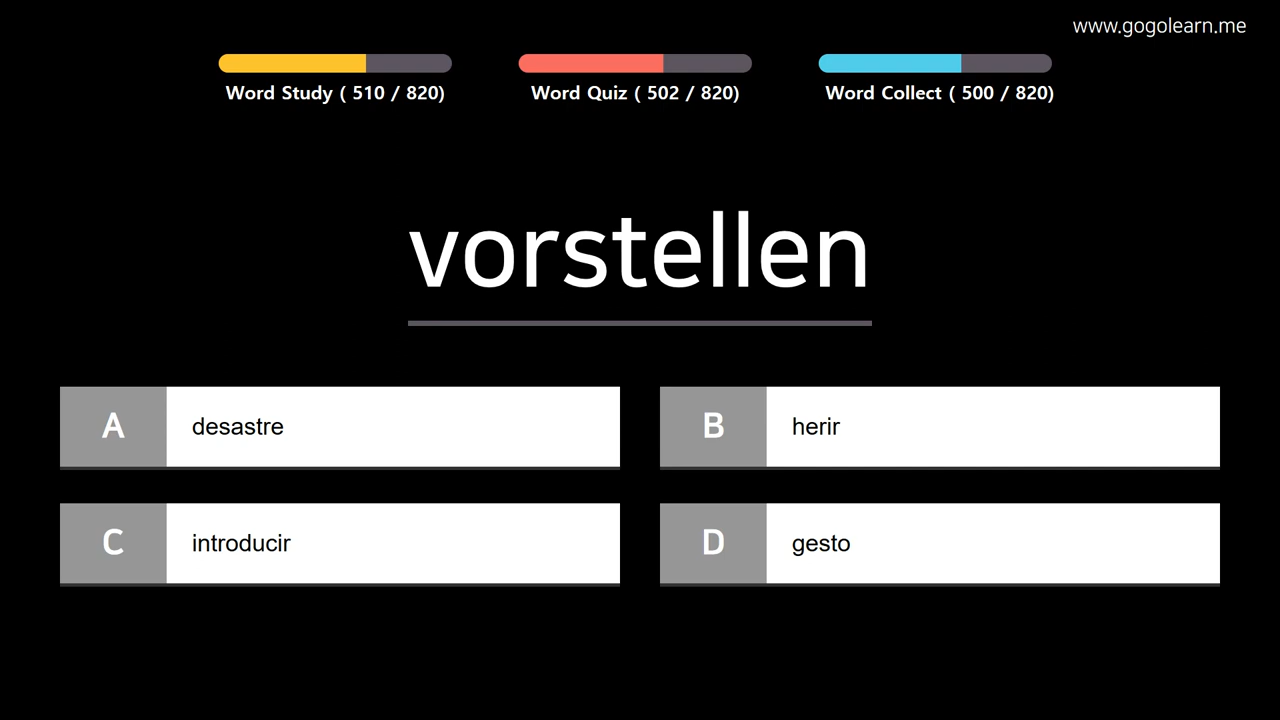 www.gogolearn.me
Word Study ( 510 / 820)
Word Quiz ( 502 / 820)
Word Collect ( 500 / 820)
vorstellen
A desastre
B herir
C introducir
D gesto